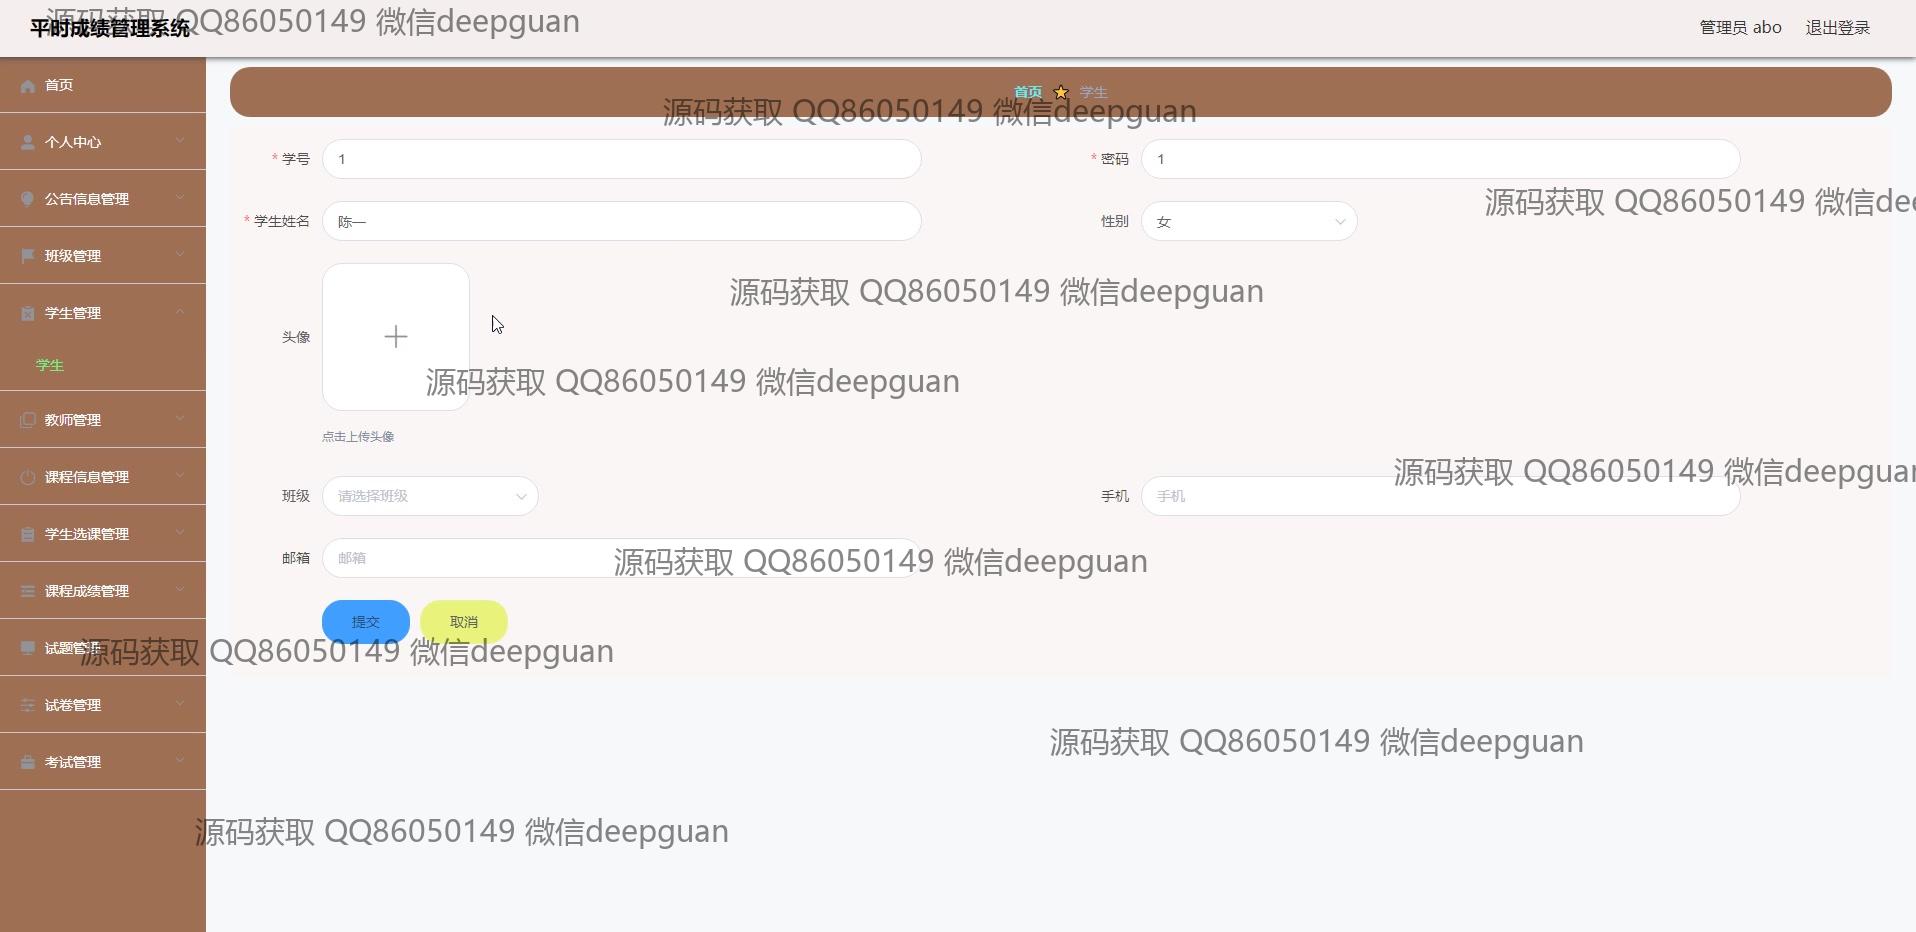 平时成绩管理系统
源码获取 QQ86050149 微信deepguan
管理员 abo
退出登录
首页
个人中心
公告信息管理
班级管理
学生管理
学生
教师管理
课程信息管理
学生选课管理
课程成绩管理
试题管理
试卷管理
考试管理
首页
学生
源码获取 QQ86050149 微信deepguan
* 学号
1
* 密码
1
源码获取 QQ86050149 微信dee
* 学生姓名
陈一
性别
女
源码获取 QQ86050149 微信deepguan
头像
源码获取 QQ86050149 微信deepguan
点击上传头像
源码获取 QQ86050149 微信deepguan
班级
请选择班级
手机
手机
邮箱
邮箱
源码获取 QQ86050149 微信deepguan
提交
取消
源码获取 QQ86050149 微信deepguan
源码获取 QQ86050149 微信deepguan
源码获取 QQ86050149 微信deepguan